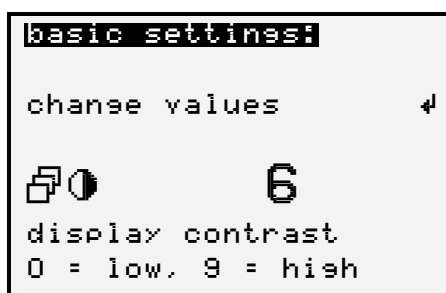 basic settings:
change values ↲
6
display contrast
0 = low, 9 = high